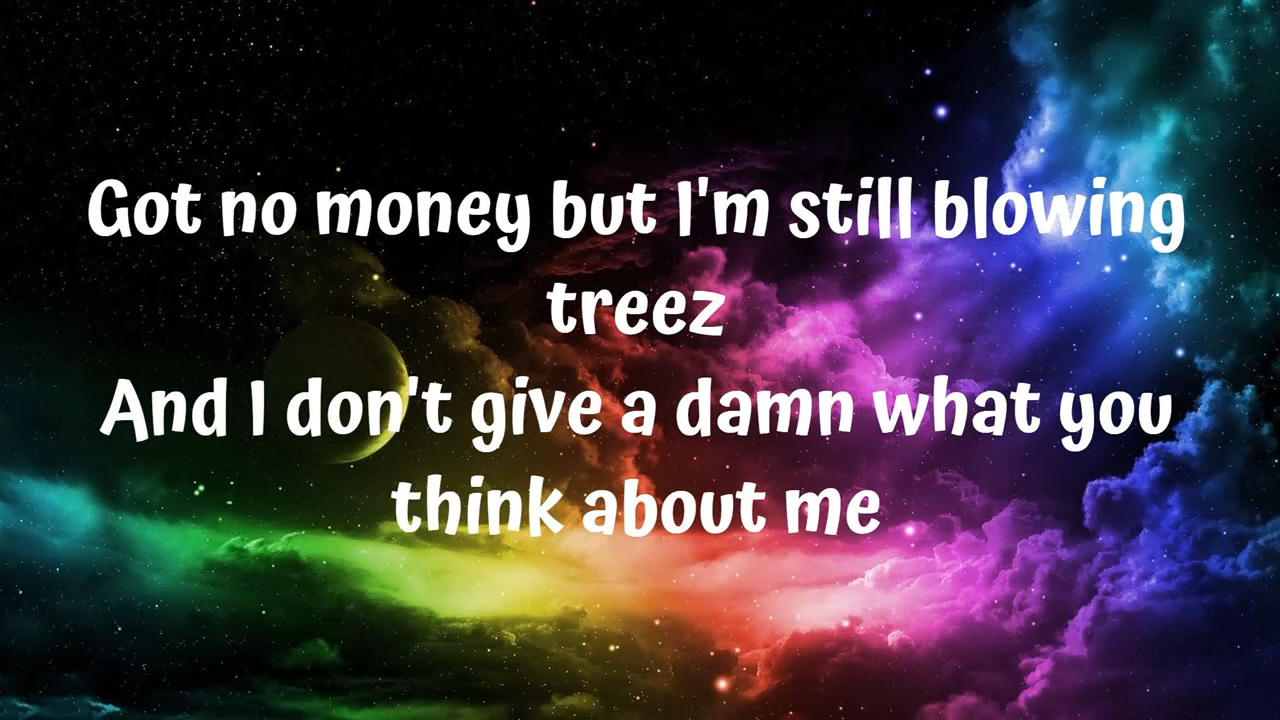 Got no money but I'm still blowing
treez
And I don't give a damn what you
think about me